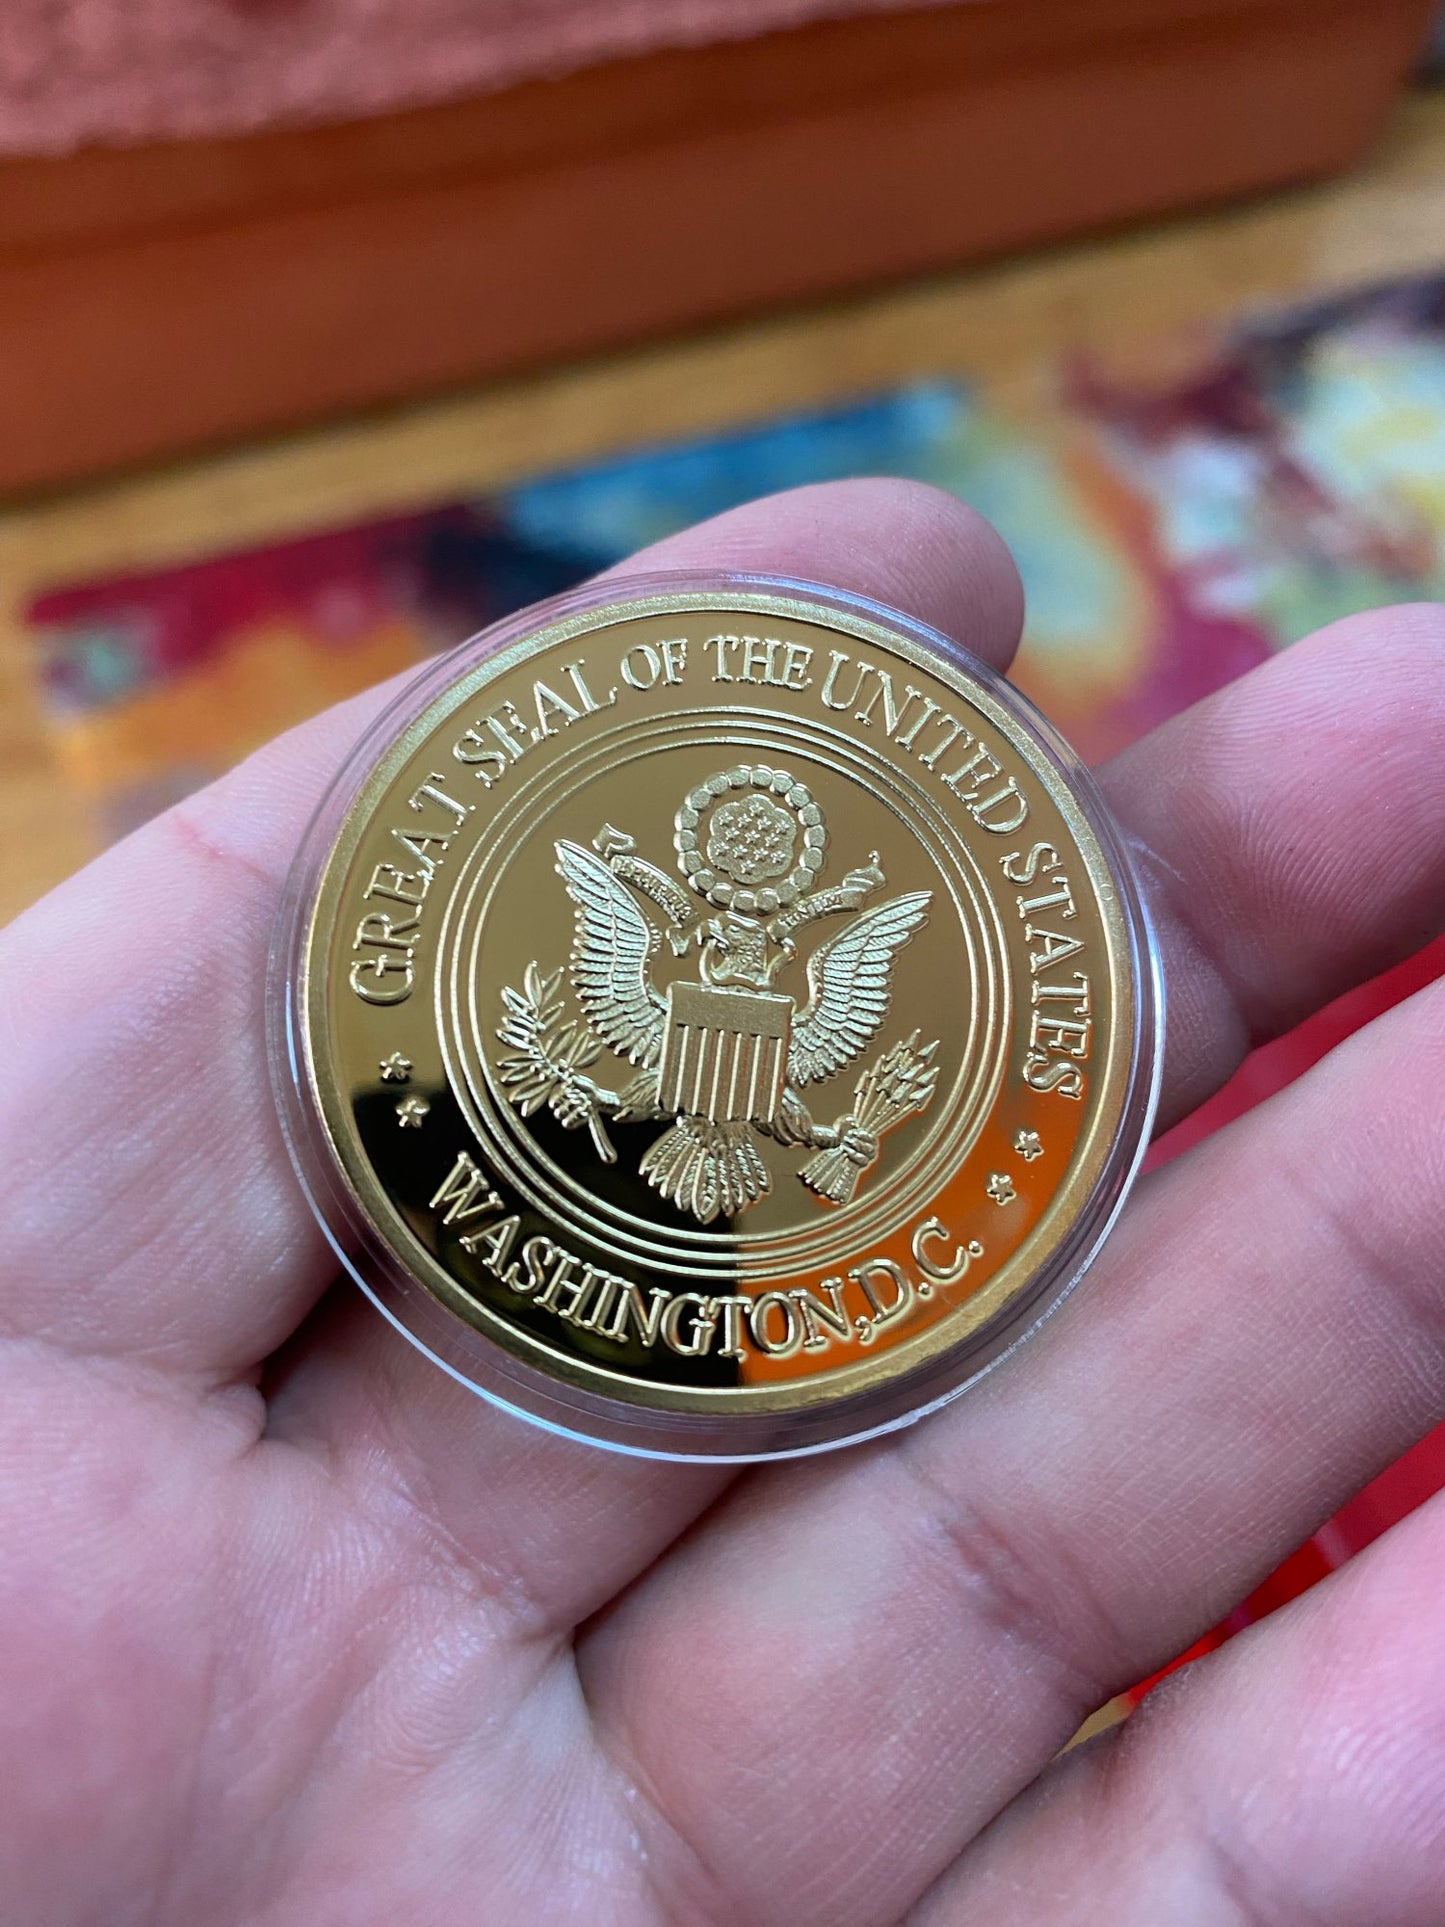 GREAT SEAL OF THE UNITED STATES
WASHINGTON,D.C.